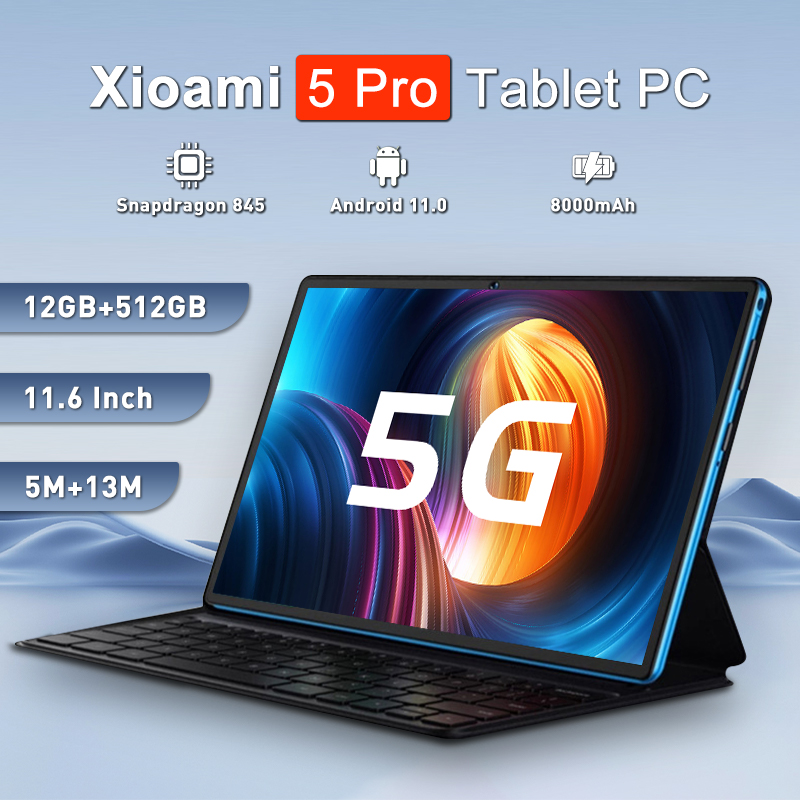 Xioami 5 Pro Tablet PC
Snapdragon 845
Android 11.0
8000mAh
12GB+512GB
11.6 Inch
5M+13M
5G